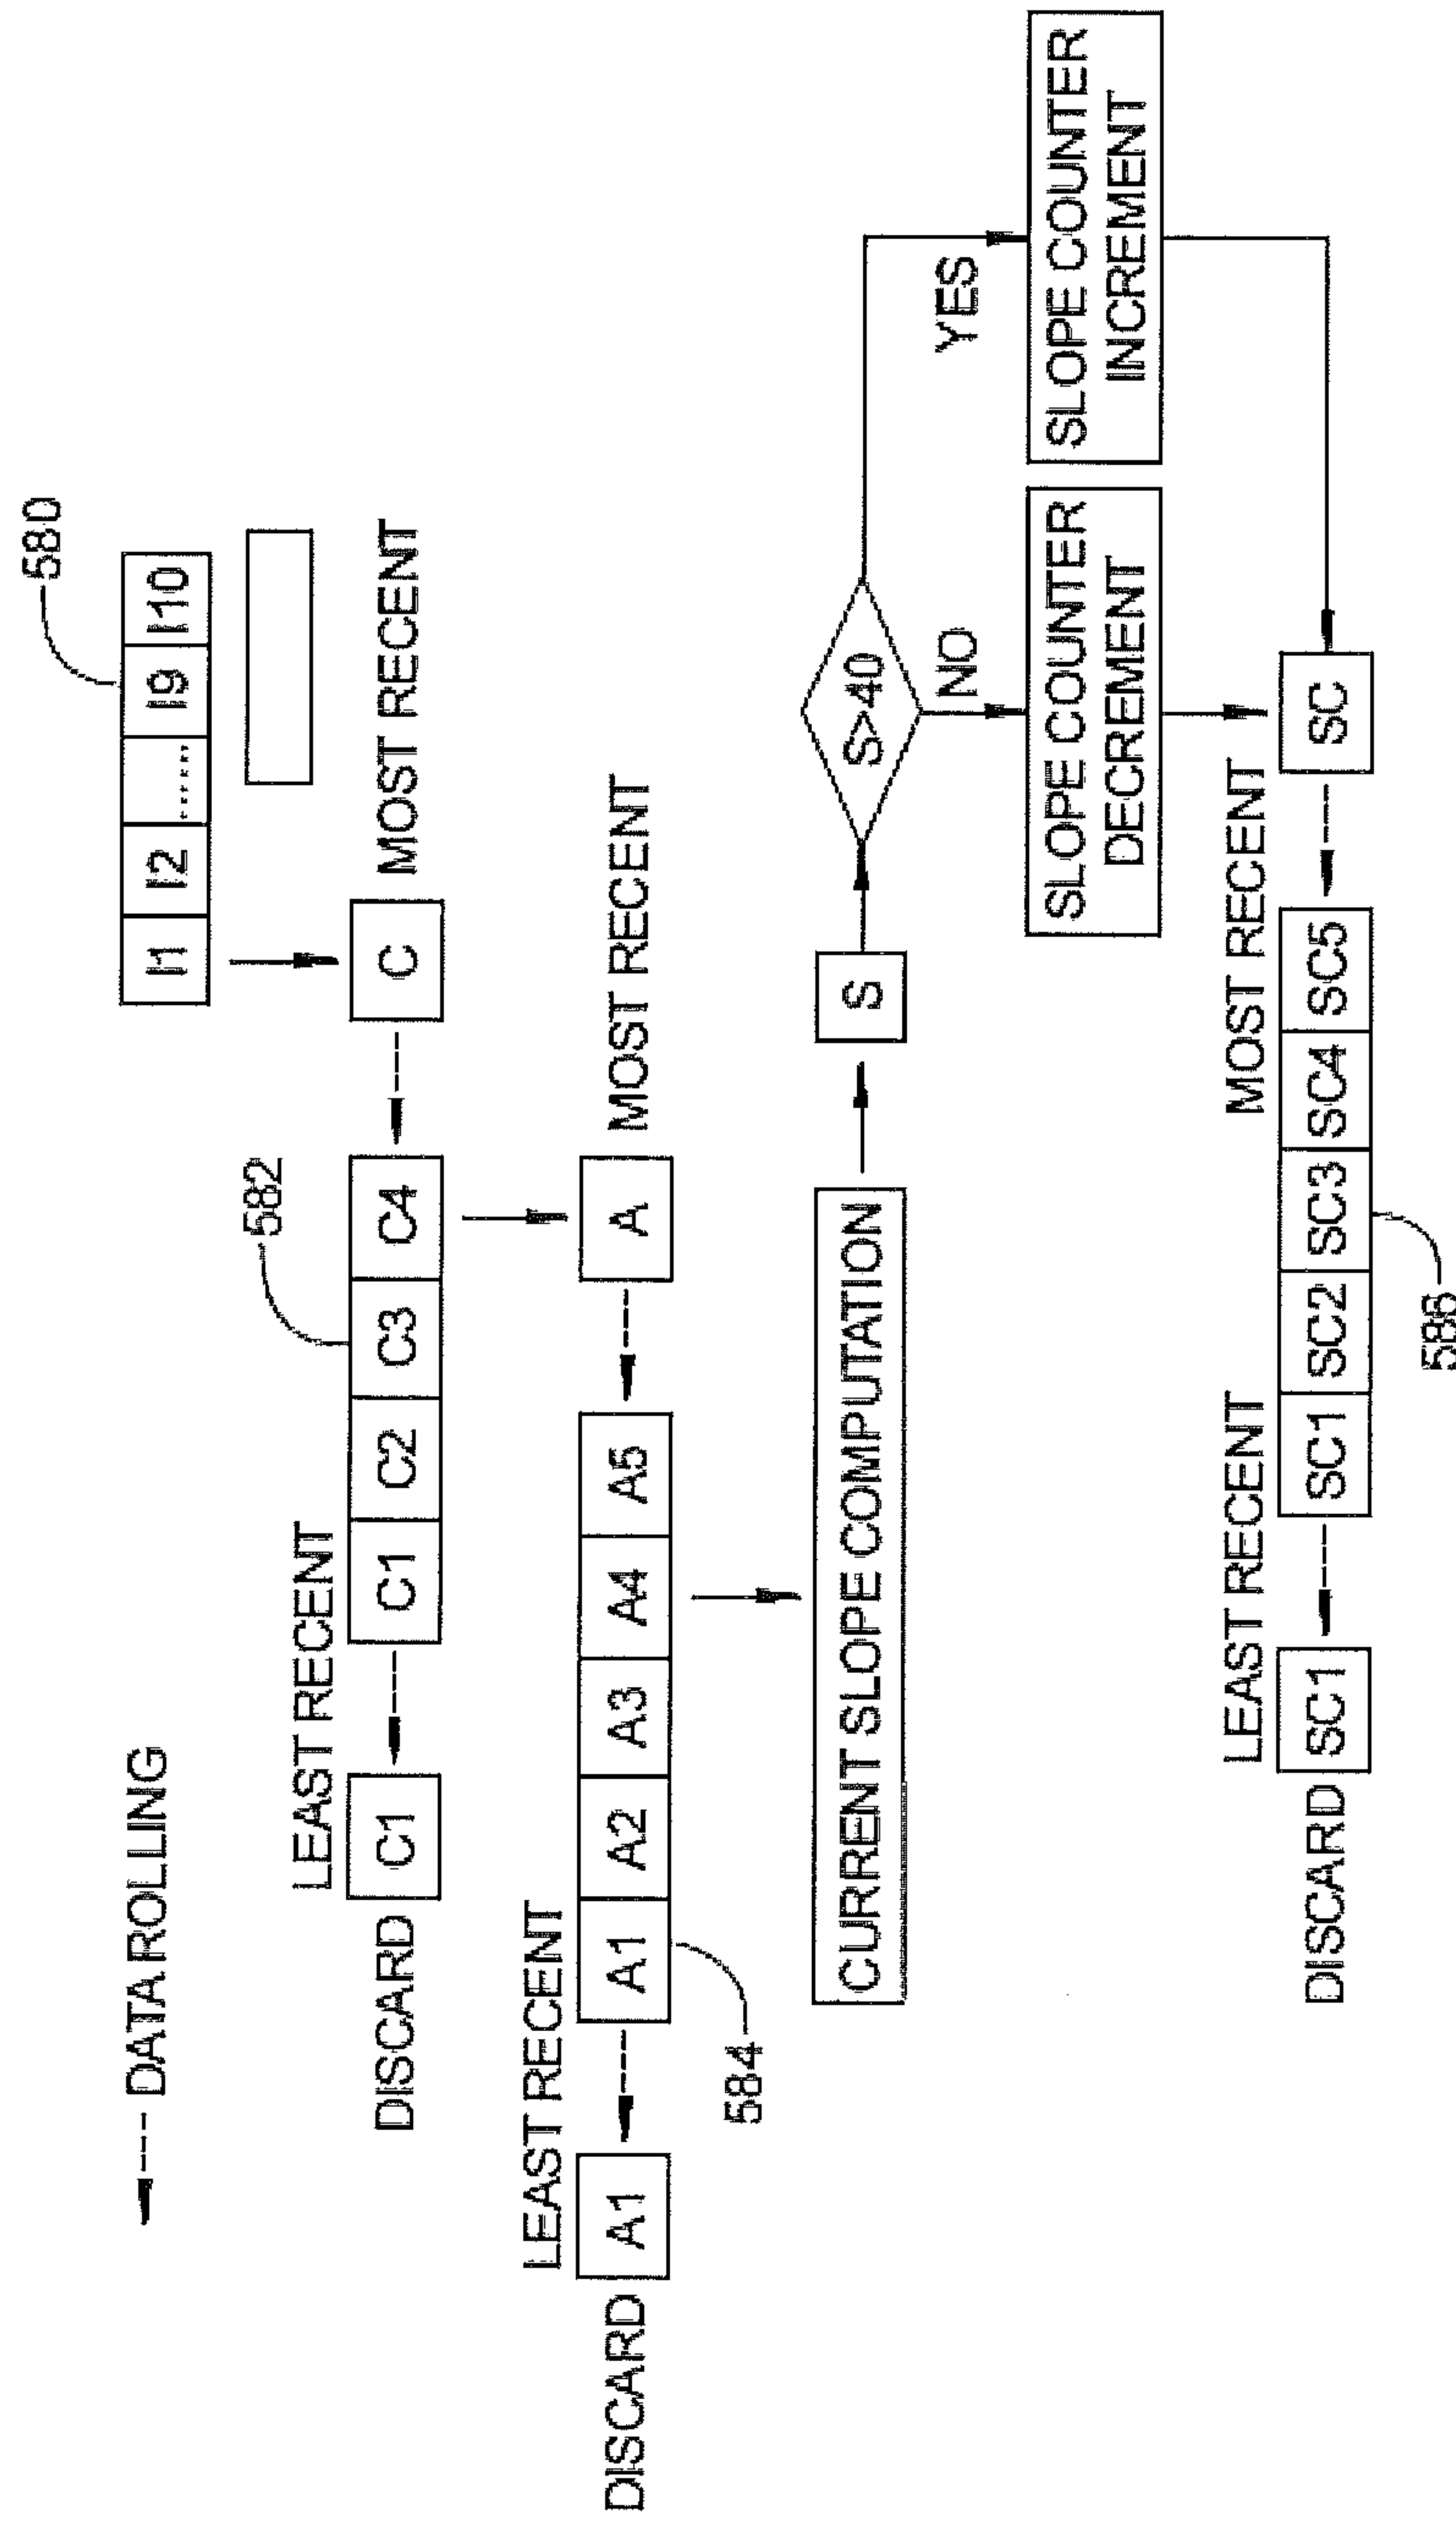 DATA ROLLING
580
I1 I2 ...... I9 I10
582
LEAST RECENT
MOST RECENT
DISCARD C1 C1 C2 C3 C4 C
LEAST RECENT
MOST RECENT
DISCARD A1 A1 A2 A3 A4 A5 A
584
CURRENT SLOPE COMPUTATION
S
S>40
YES
NO
SLOPE COUNTER
DECREMENT
SLOPE COUNTER
INCREMENT
LEAST RECENT
MOST RECENT
DISCARD SC1 SC1 SC2 SC3 SC4 SC5 SC